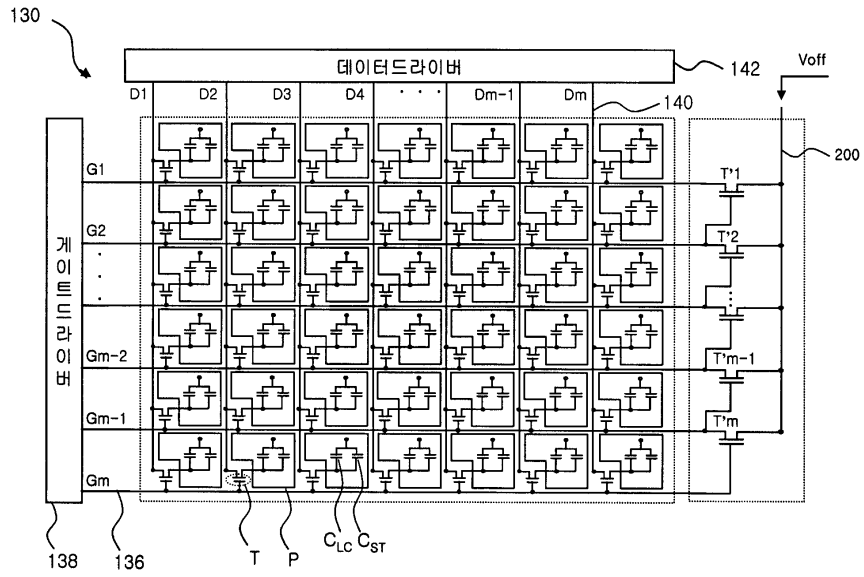 130
데이터드라이버
142
Voff
D1 D2 D3 D4 · · · Dm-1 Dm
140
200
G1
T'1
G2
T'2
게이트드라이버
Gm-2
T'm-1
Gm-1
T'm
Gm
138 136 T P CLC CST